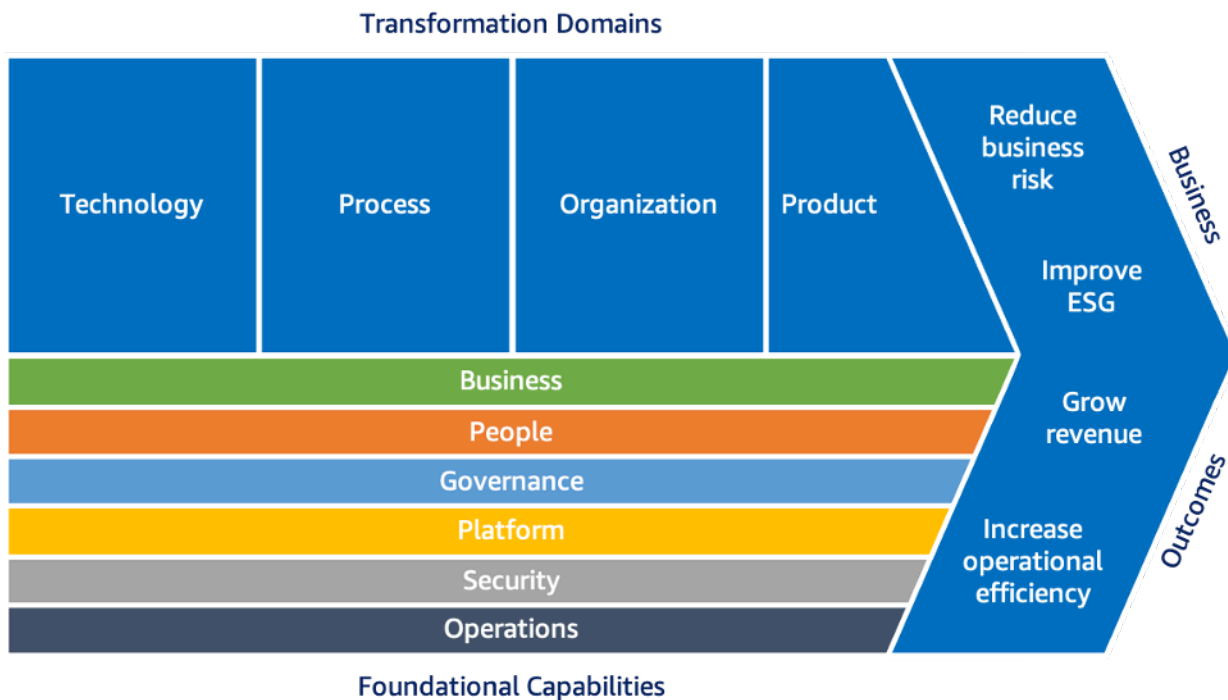 Transformation Domains
Technology
Process
Organization
Product
Reduce
business
risk
Improve
ESG
Grow
revenue
Increase
operational
efficiency
Business
Outcomes
Business
People
Governance
Platform
Security
Operations
Foundational Capabilities